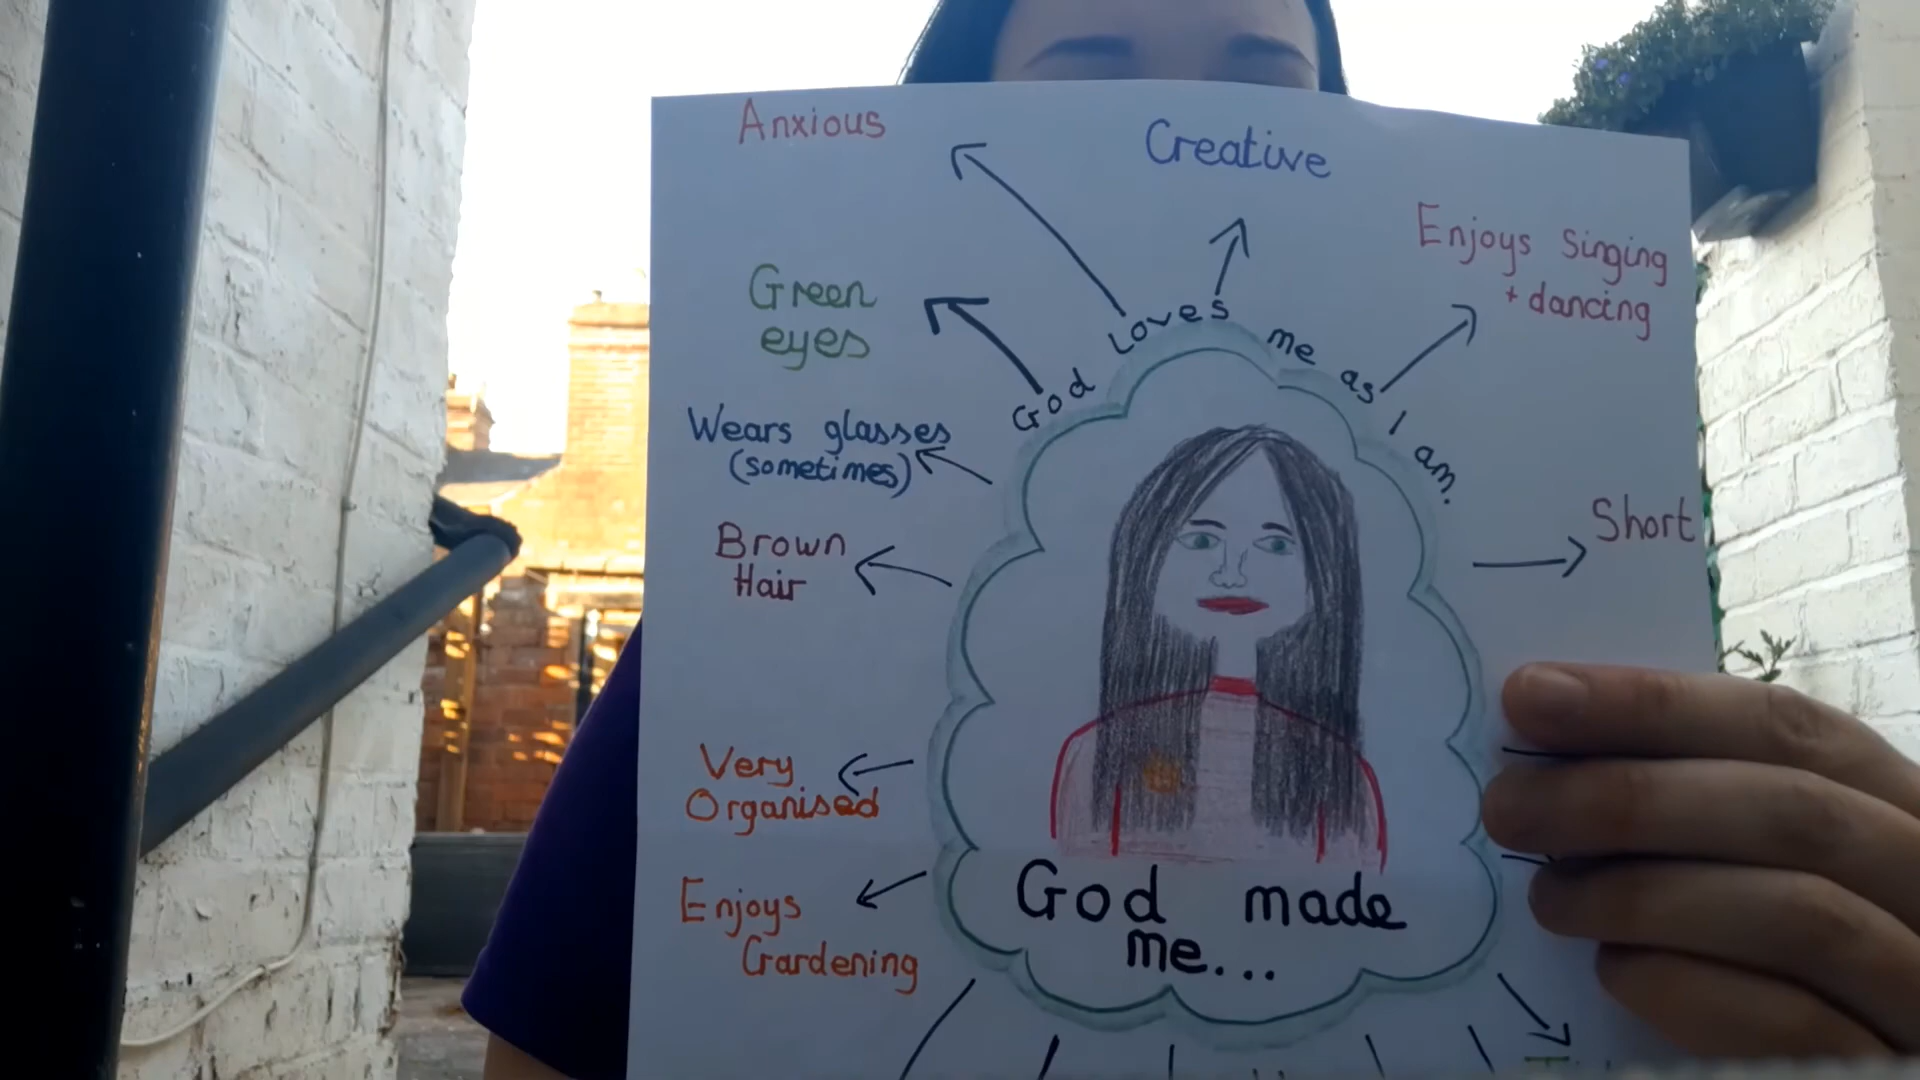 Anxious
Creative
Enjoys Singing
+ dancing
Green
eyes
God Loves me as I am.
Wears glasses
(sometimes)
Short
Brown
Hair
Very
Organised
Enjoys
Gardening
God made
me...